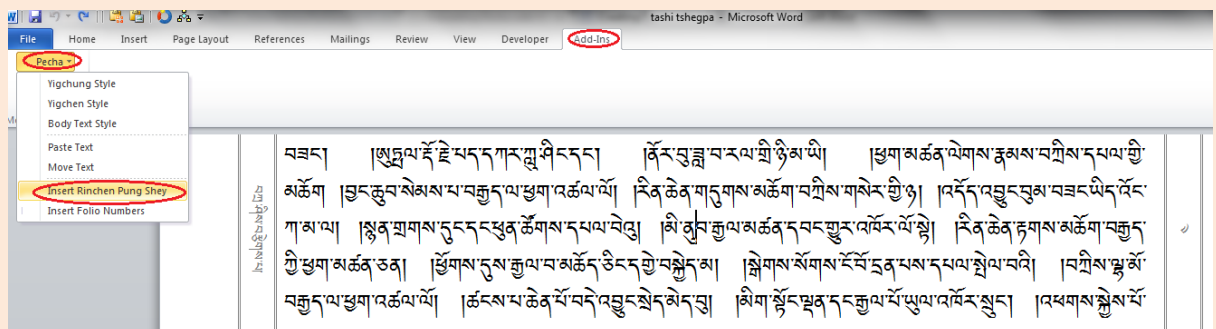 tashi tshegpa - Microsoft Word
File Home Insert Page Layout References Mailings Review View Developer Add-Ins
Pecha
Yigchung Style
Yigchen Style
Body Text Style
Paste Text
Move Text
Insert Rinchen Pung Shey
Insert Folio Numbers
བཟང། །ཨུཏྤལ་རྡོ་རྗེ་པད་དཀར་ཀླུ་ཤིང་དང། །ནོར་བུ་ཟླ་བ་རལ་གྲི་ཉི་མ་ཡི། །ཕྱག་མཚན་ལེགས་རྣམས་བཀྲིས་དཔལ་གྱི་
མཆོག །བྱང་ཆུབ་སེམས་པ་བརྒྱད་ལ་ཕྱག་འཚལ་ལོ། །རིན་ཆེན་གདུགས་མཆོག་བཀྲིས་གསེར་གྱི་ཉ། །འདོད་འབྱུང་བུམ་བཟང་ཡིད་འོང་
ཀ་མ་ལ། །སྙན་གྲགས་དུང་དང་ཕུན་ཚོགས་དཔལ་བེའུ། །མི་ནུབ་རྒྱལ་མཚན་དབང་གྱུར་འཁོར་ལོ་སྟེ། །རིན་ཆེན་རྟགས་མཆོག་བརྒྱད་
ཀྱི་ཕྱག་མཚན་ཅན། །ཕྱོགས་དུས་རྒྱལ་བ་མཆོད་ཅིང་དགྱེ་བསྐྱེད་མ། །སྒེགས་སོགས་ངོ་བོ་དྲན་པས་དཔལ་སྤེལ་བའི། །བཀྲིས་ལྷ་མོ་
བརྒྱད་ལ་ཕྱག་འཚལ་ལོ། །ཚངས་པ་ཆེན་པོ་བདེ་འབྱུང་སྲེད་མེད་བུ། །མིག་སྟོང་ལྡན་དང་རྒྱལ་པོ་ཡུལ་འཁོར་སྲུང། །འཕགས་སྐྱེས་པོ་